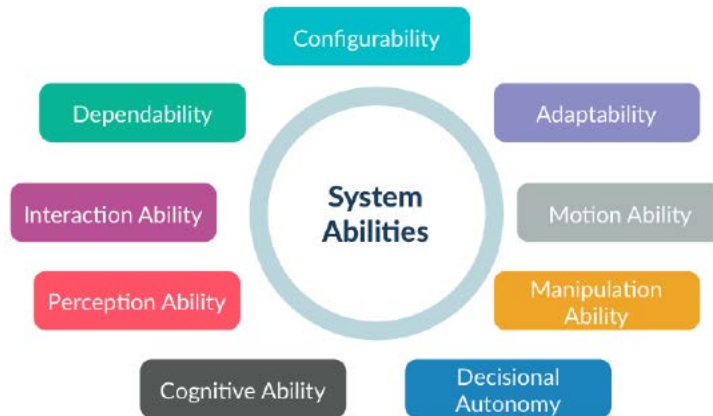 Configurability
Dependability
Adaptability
System
Abilities
Interaction Ability
Motion Ability
Perception Ability
Manipulation
Ability
Cognitive Ability
Decisional
Autonomy